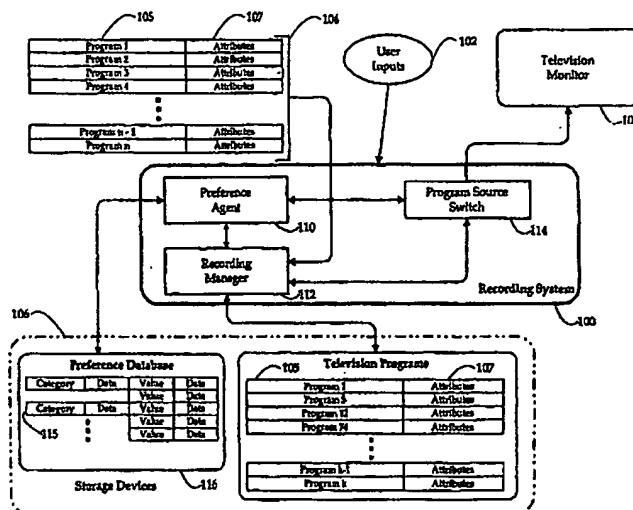 105 107 104
Program 1 Attributes
Program 2 Attributes
Program 3 Attributes
Program 4 Attributes
Program n - 1 Attributes
Program n Attributes
User
Inputs
102
Television
Monitor
Preference
Agent
110
Program Source
Switch
114
Recording
Manager
112
Recording System
100
106
Preference Database
Category Data Value Data
Value Data
Category Data Value Data
Value Data
Value Data
115
116
Storage Devices
Television Programs
105 107
Program 1 Attributes
Attributes
Program 12 Attributes
Attributes
Program k-1 Attributes
Program k Attributes